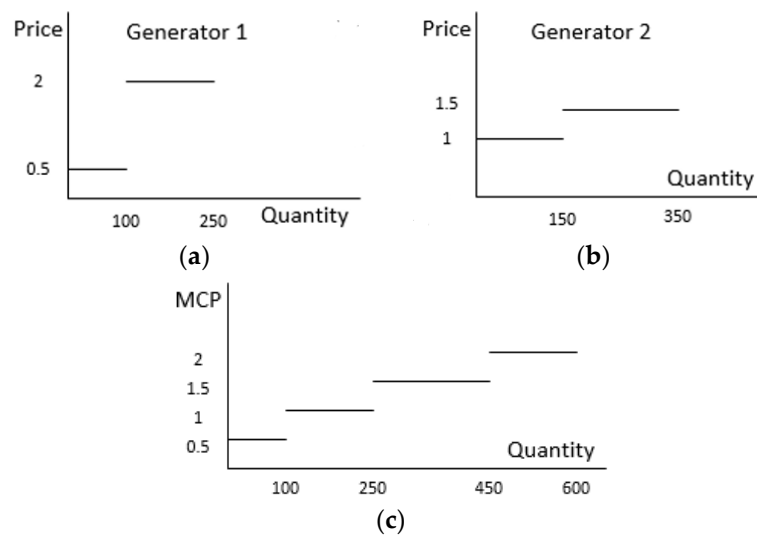 Price Generator 1
2
0.5
100 250 Quantity
(a)
Price Generator 2
1.5
1
Quantity
150 350
(b)
MCP
2
1.5
1
0.5
Quantity
100 250 450 600
(c)